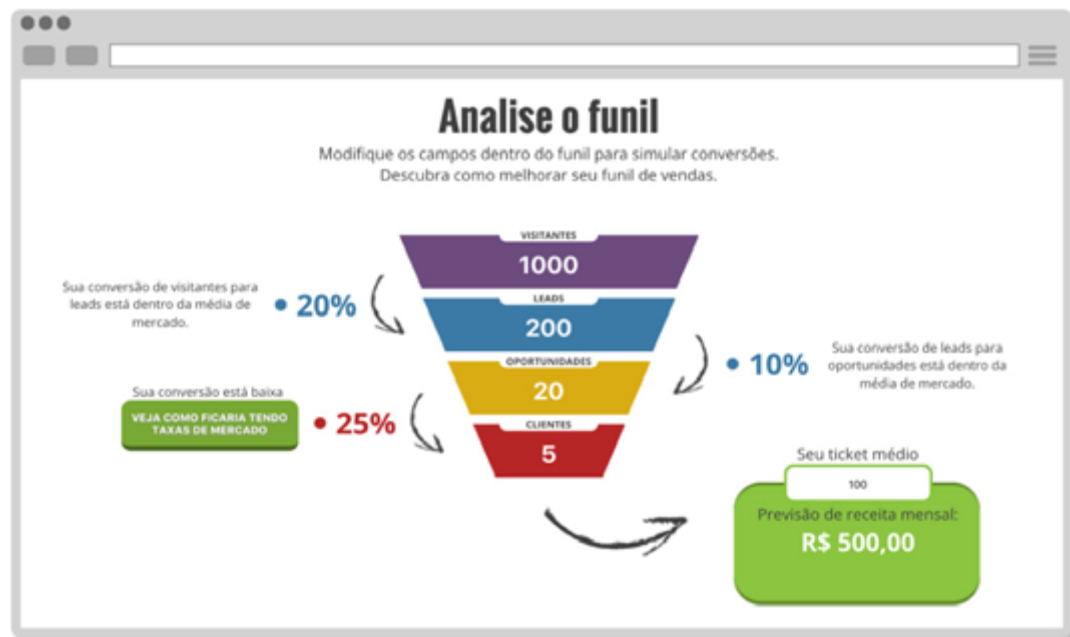 Analise o funil
Modifique os campos dentro do funil para simular conversões.
Descubra como melhorar seu funil de vendas.
VISITANTES
1000
Sua conversão de visitantes para
leads está dentro da média de
mercado.
• 20%
LEADS
200
• 10%
Sua conversão de leads para
oportunidades está dentro da
média de mercado.
OPORTUNIDADES
20
Sua conversão está baixa
VEJA COMO FICARIA TENDO
TAXAS DE MERCADO
• 25%
CLIENTES
5
Seu ticket médio
100
Previsão de receita mensal:
R$ 500,00